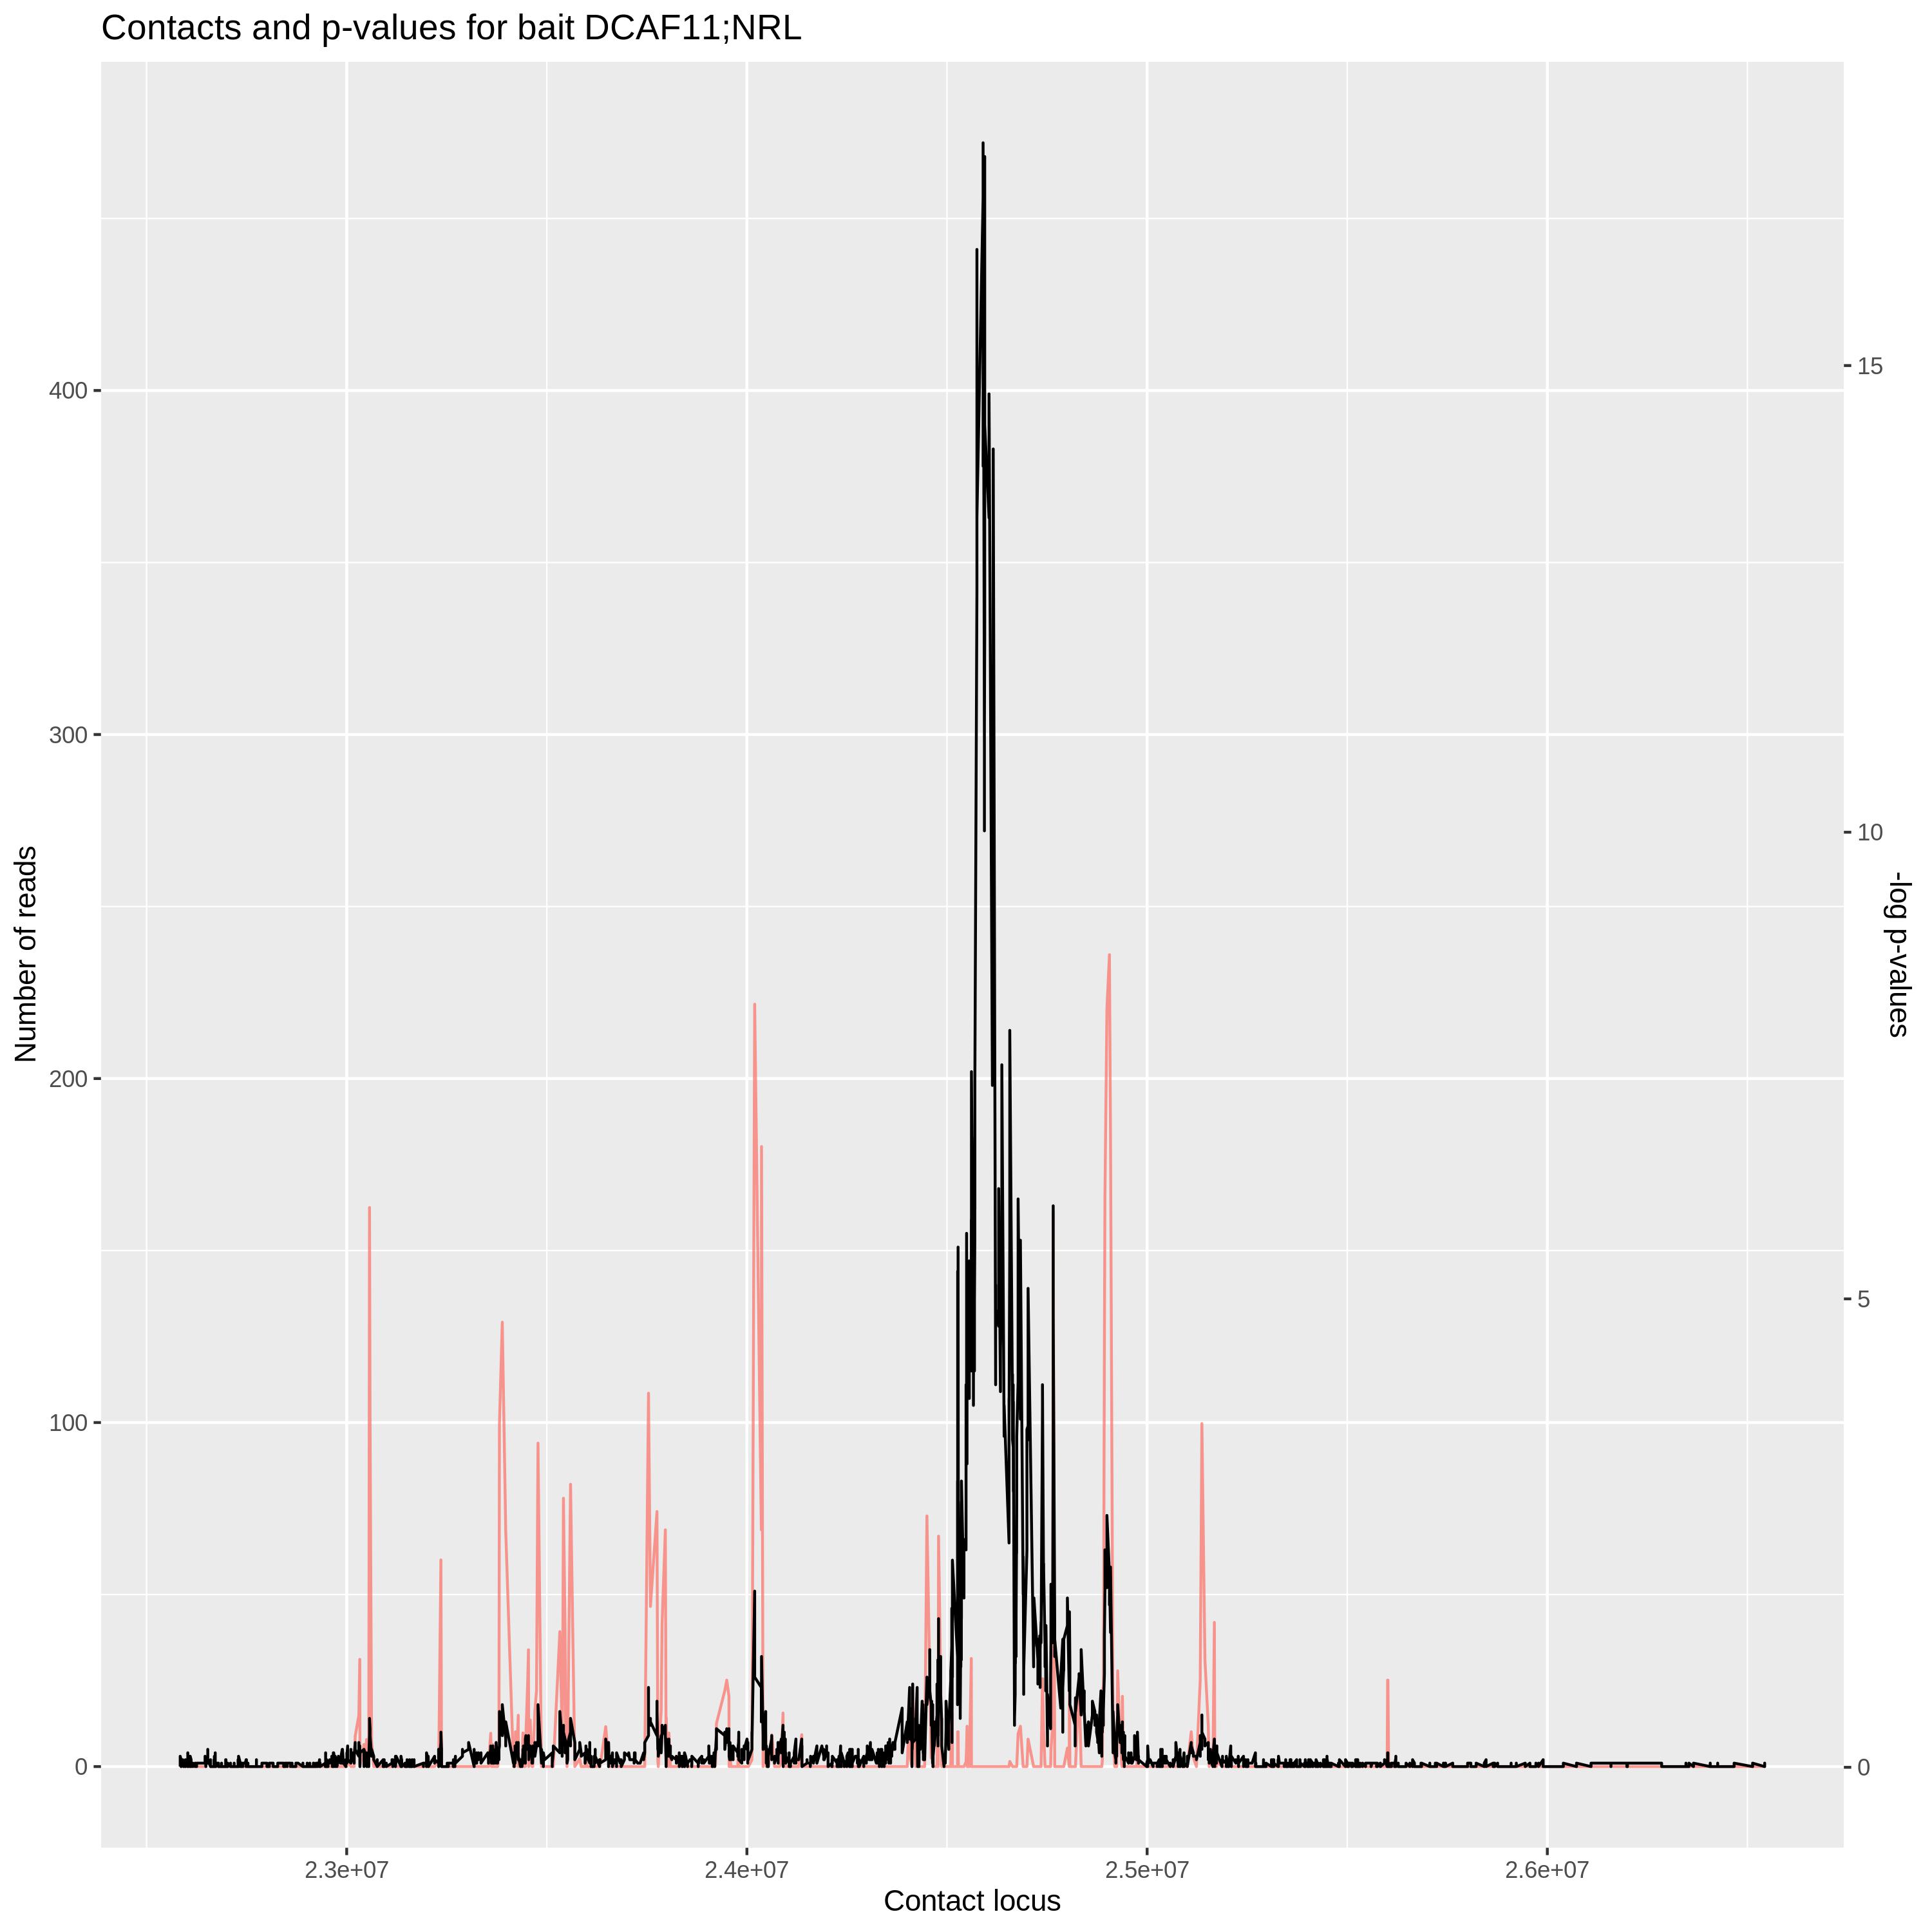 Contacts and p-values for bait DCAF11;NRL
Number of reads
400
300
200
100
0
15
10
5
0
-log p-values
2.3e+07
2.4e+07
2.5e+07
2.6e+07
Contact locus